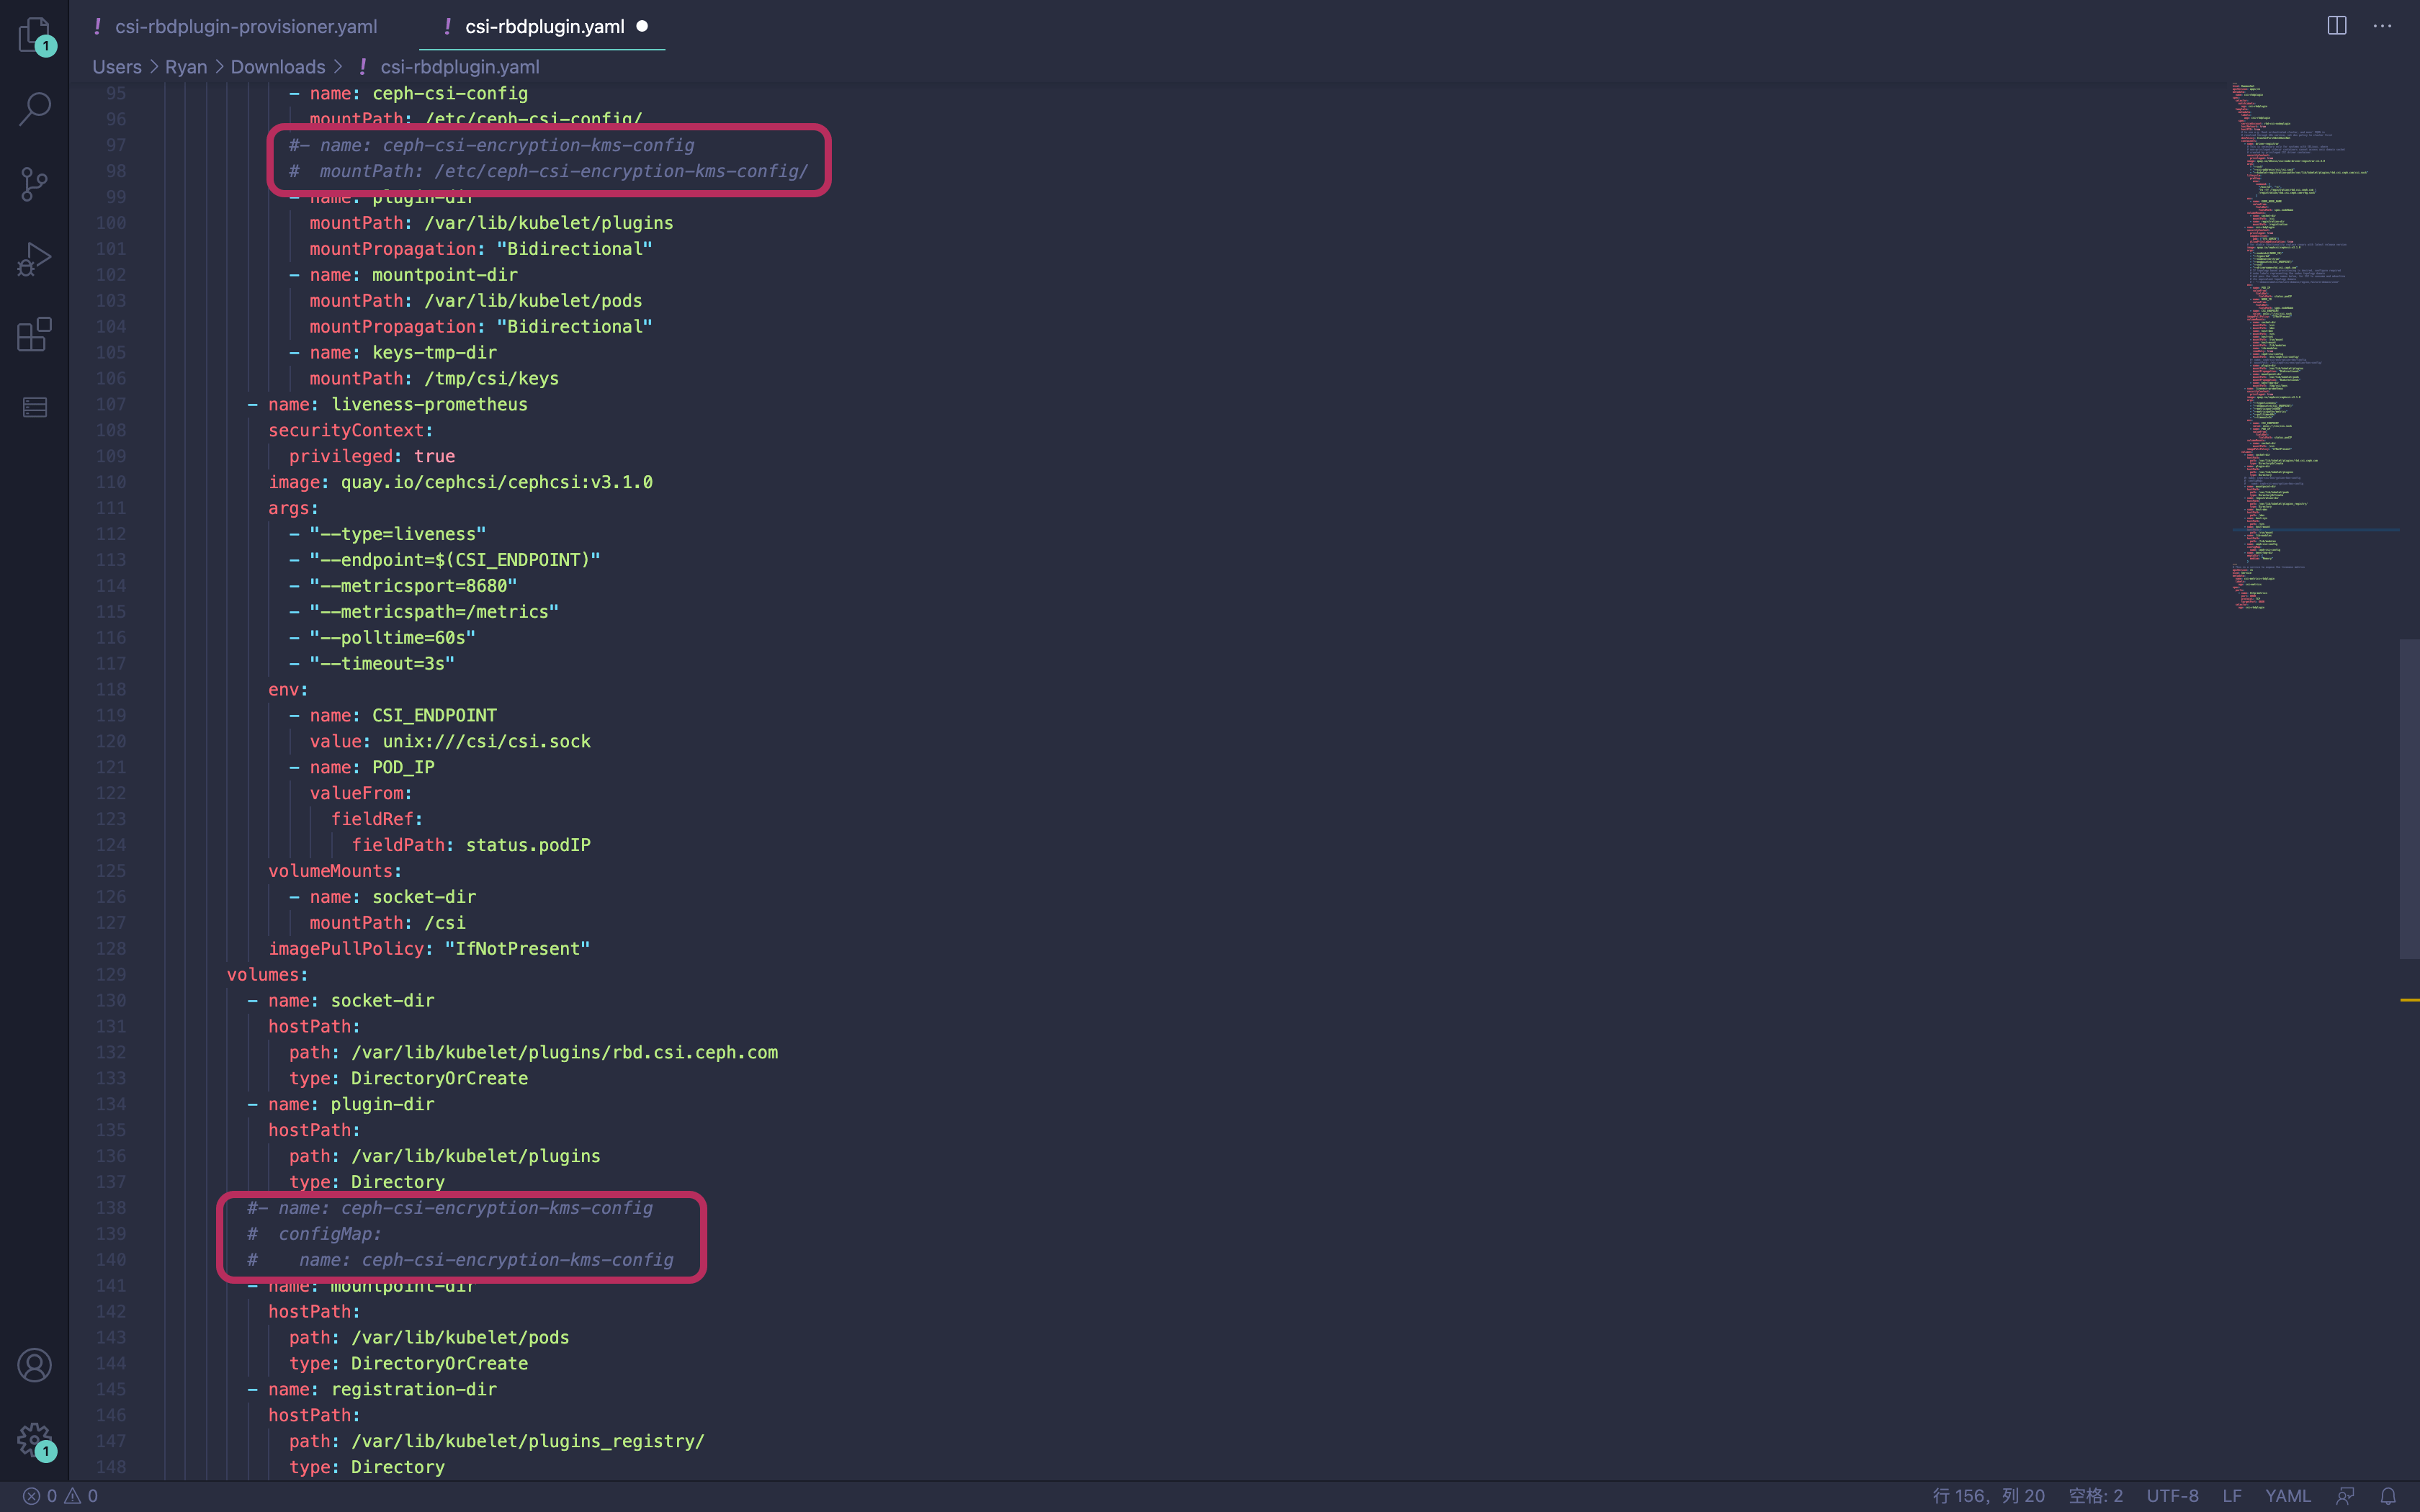 csi-rbdplugin-provisioner.yaml
csi-rbdplugin.yaml
Users > Ryan > Downloads > ! csi-rbdplugin.yaml
95 - name: ceph-csi-config
96 mountPath: /etc/ceph-csi-config/
97 #- name: ceph-csi-encryption-kms-config
98 #  mountPath: /etc/ceph-csi-encryption-kms-config/
99 - name: plugin-dir
100 mountPath: /var/lib/kubelet/plugins
101 mountPropagation: "Bidirectional"
102 - name: mountpoint-dir
103 mountPath: /var/lib/kubelet/pods
104 mountPropagation: "Bidirectional"
105 - name: keys-tmp-dir
106 mountPath: /tmp/csi/keys
107 - name: liveness-prometheus
108 securityContext:
109 privileged: true
110 image: quay.io/cephcsi/cephcsi:v3.1.0
111 args:
112 - "--type=liveness"
113 - "--endpoint=$(CSI_ENDPOINT)"
114 - "--metricsport=8680"
115 - "--metricspath=/metrics"
116 - "--polltime=60s"
117 - "--timeout=3s"
118 env:
119 - name: CSI_ENDPOINT
120 value: unix:///csi/csi.sock
121 - name: POD_IP
122 valueFrom:
123 fieldRef:
124 fieldPath: status.podIP
125 volumeMounts:
126 - name: socket-dir
127 mountPath: /csi
128 imagePullPolicy: "IfNotPresent"
129 volumes:
130 - name: socket-dir
131 hostPath:
132 path: /var/lib/kubelet/plugins/rbd.csi.ceph.com
133 type: DirectoryOrCreate
134 - name: plugin-dir
135 hostPath:
136 path: /var/lib/kubelet/plugins
137 type: Directory
138 #- name: ceph-csi-encryption-kms-config
139 #  configMap:
140 #    name: ceph-csi-encryption-kms-config
141 - name: mountpoint-dir
142 hostPath:
143 path: /var/lib/kubelet/pods
144 type: DirectoryOrCreate
145 - name: registration-dir
146 hostPath:
147 path: /var/lib/kubelet/plugins_registry/
148 type: Directory
1
1
0 0
行 156，列 20 空格: 2 UTF-8 LF YAML